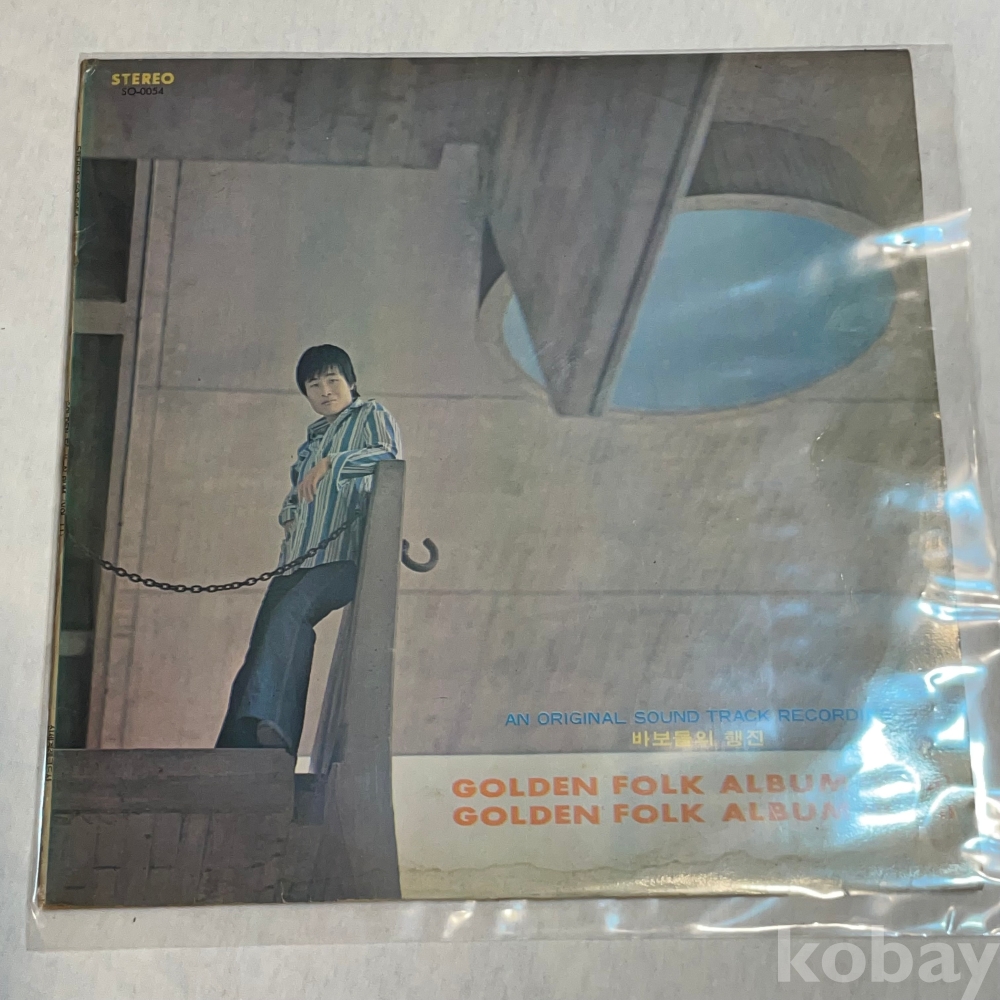 STEREO
SO-0054
AN ORIGINAL SOUND TRACK RECORDI
바보들의 행진
GOLDEN FOLK ALBUM
GOLDEN FOLK ALBUM
kobay